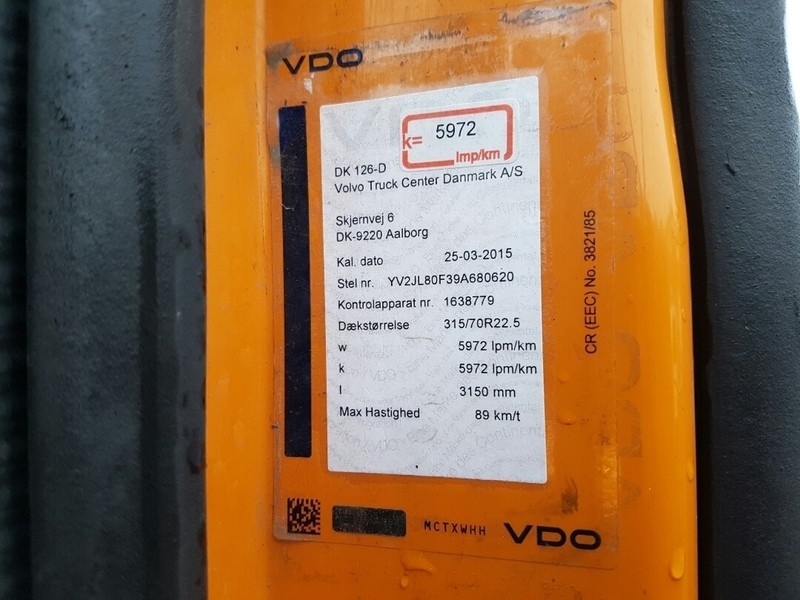 VDO
k= 5972
Imp/km
DK 126-D
Volvo Truck Center Danmark A/S
Skjernvej 6
DK-9220 Aalborg
Kal. dato 25-03-2015
Stel nr. YV2JL80F39A680620
Kontrolapparat nr. 1638779
Dækstørrelse 315/70R22.5
w 5972 Ipm/km
k 5972 Ipm/km
l 3150 mm
Max Hastighed 89 km/t
CR (EEC) No. 3821/85
MCTXWHH
VDO